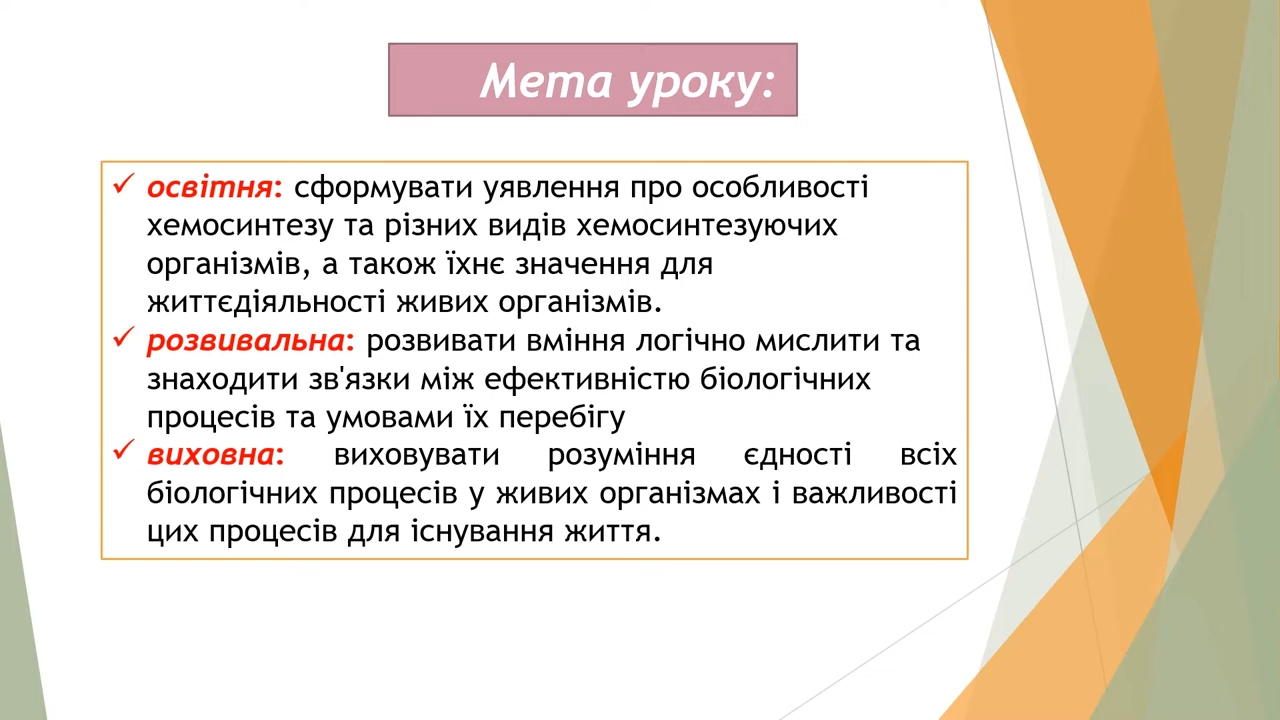 Мета уроку:
✓ освітня: сформувати уявлення про особливості
хемосинтезу та різних видів хемосинтезуючих
організмів, а також їхнє значення для
життєдіяльності живих організмів.
✓ розвивальна: розвивати вміння логічно мислити та
знаходити зв'язки між ефективністю біологічних
процесів та умовами їх перебігу
✓ виховна: виховувати розуміння єдності всіх
біологічних процесів у живих організмах і важливості
цих процесів для існування життя.